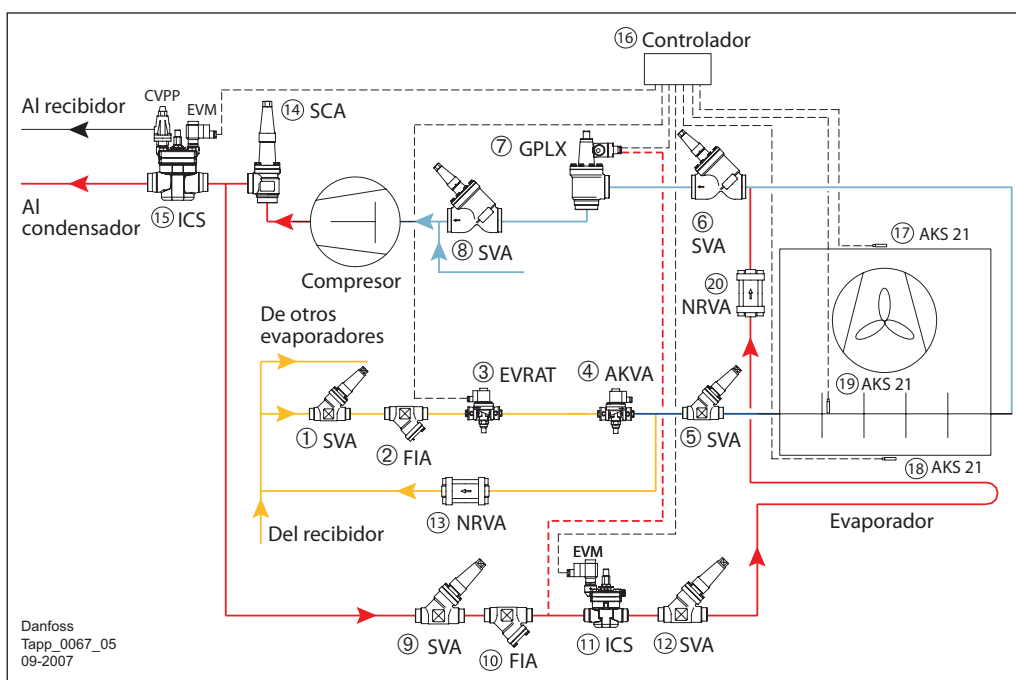 ⑯ Controlador
Al recibidor
CVPP
EVM
⑭ SCA
⑦ GPLX
Al
condensador
⑮ ICS
⑥
SVA
⑰ AKS 21
⑧ SVA
Compresor
⑳
NRVA
De otros
evaporadores
③ EVRAT
④ AKVA
⑲ AKS 21
① SVA
② FIA
⑤ SVA
⑱ AKS 21
⑬ NRVA
Del recibidor
Evaporador
EVM
⑨ SVA
⑩ FIA
⑪ ICS
⑫ SVA
Danfoss
Tapp_0067_05
09-2007